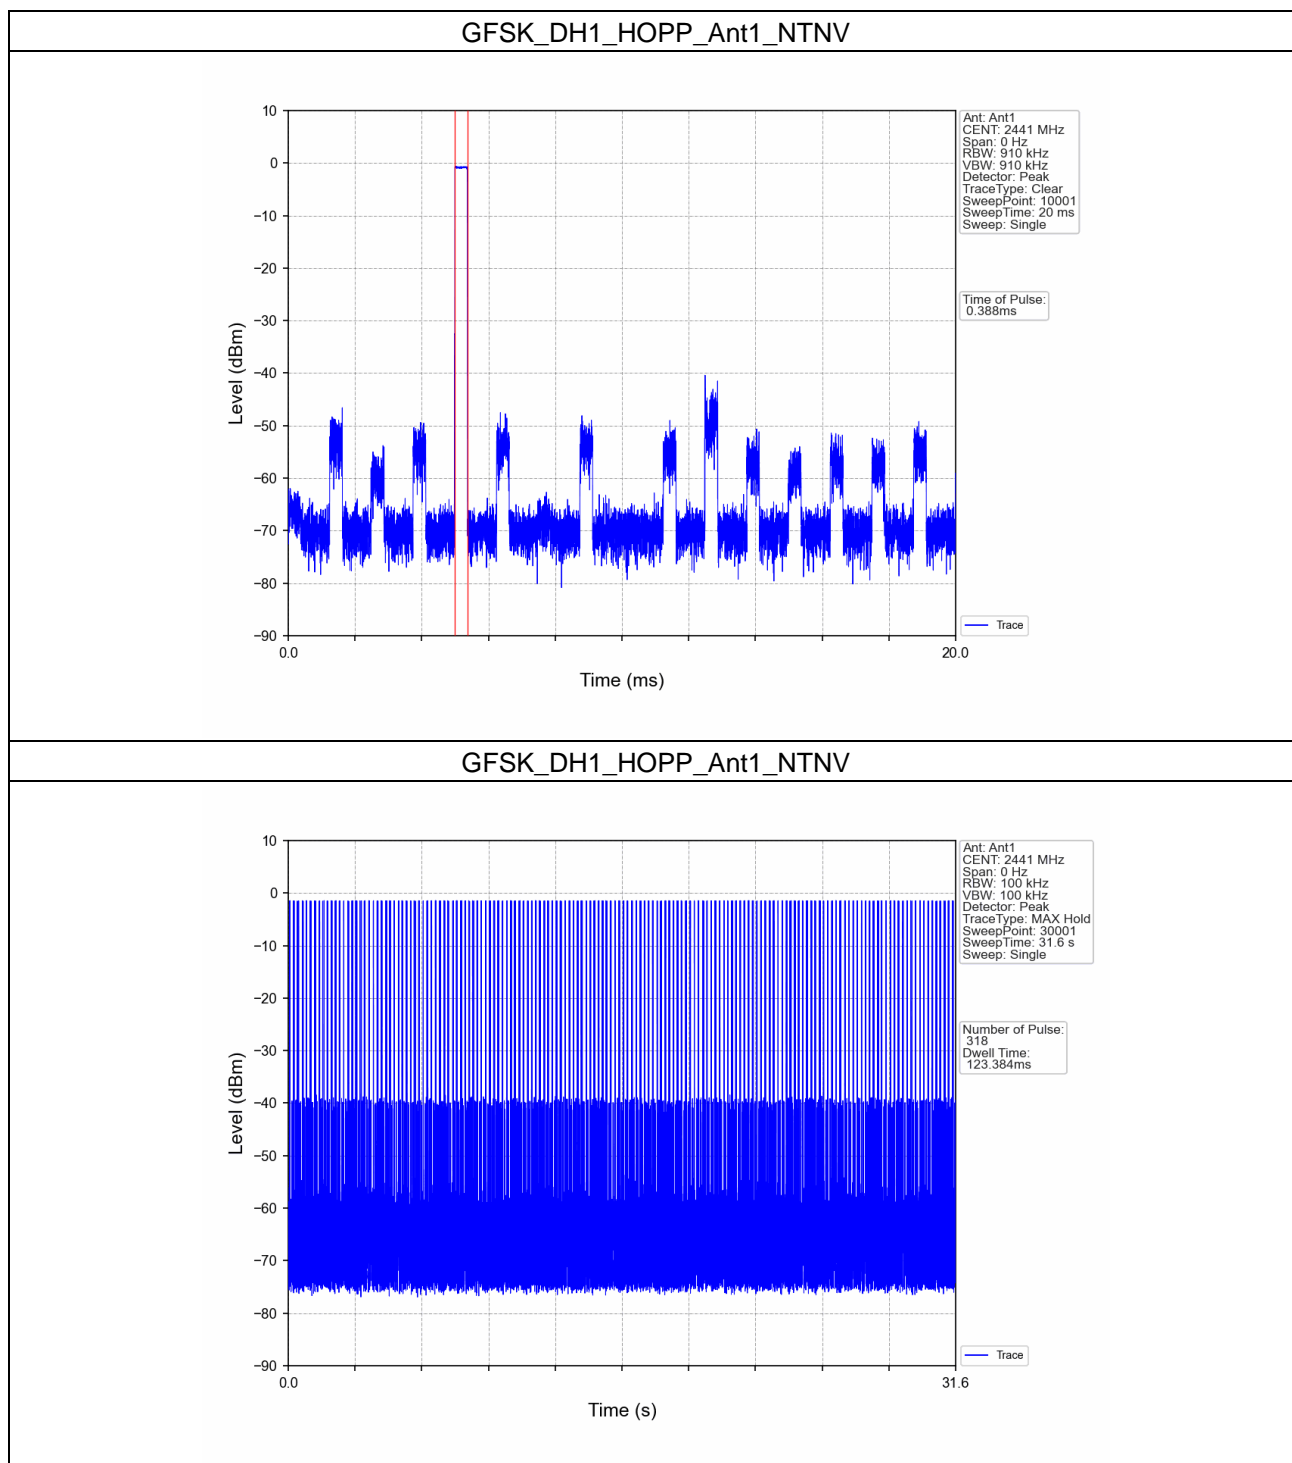 GFSK_DH1_HOPP_Ant1_NTNV
10
0
−10
−20
−30
−40
−50
−60
−70
−80
−90
Level (dBm)
0.0
20.0
Time (ms)
Ant: Ant1
CENT: 2441 MHz
Span: 0 Hz
RBW: 910 kHz
VBW: 910 kHz
Detector: Peak
TraceType: Clear
SweepPoint: 10001
SweepTime: 20 ms
Sweep: Single
Time of Pulse:
0.388ms
Trace
GFSK_DH1_HOPP_Ant1_NTNV
10
0
−10
−20
−30
−40
−50
−60
−70
−80
−90
Level (dBm)
0.0
31.6
Time (s)
Ant: Ant1
CENT: 2441 MHz
Span: 0 Hz
RBW: 100 kHz
VBW: 100 kHz
Detector: Peak
TraceType: MAX Hold
SweepPoint: 30001
SweepTime: 31.6 s
Sweep: Single
Number of Pulse:
318
Dwell Time:
123.384ms
Trace